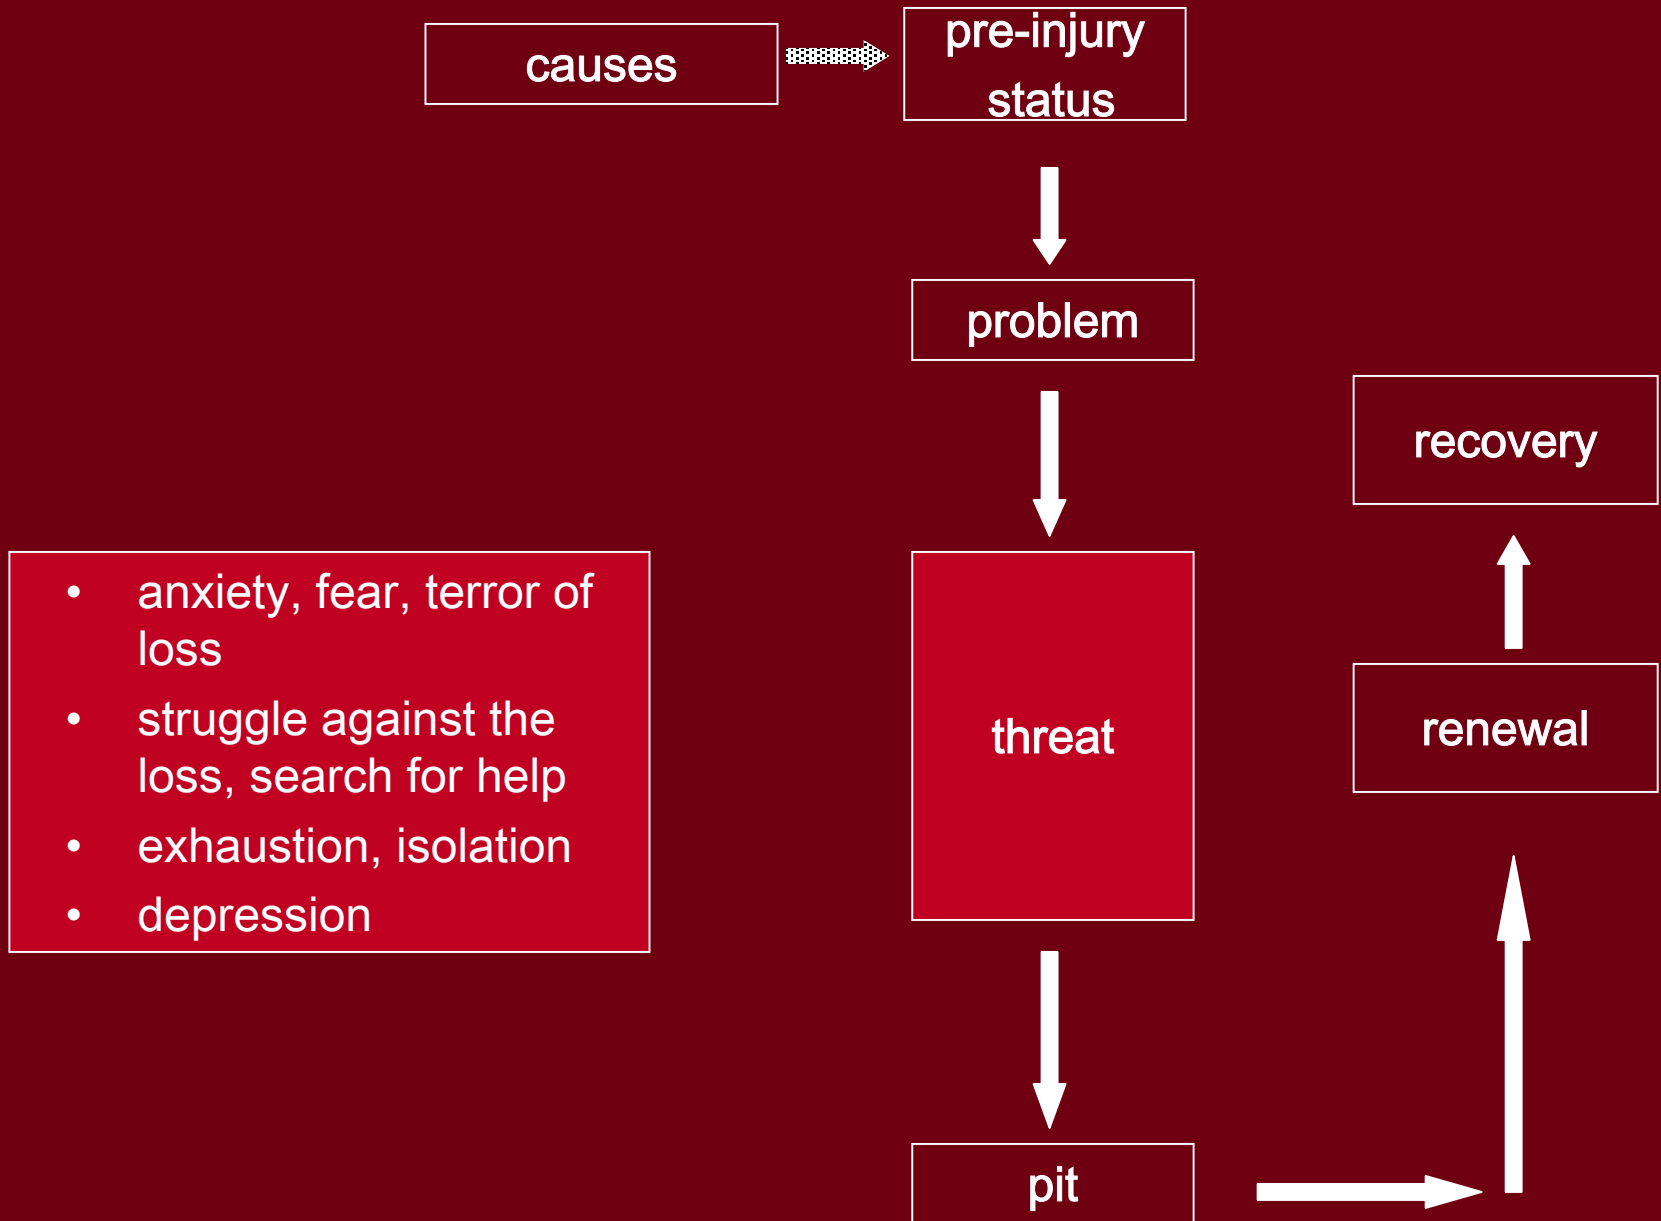 causes
pre-injury
status
problem
recovery
• anxiety, fear, terror of
loss
• struggle against the
loss, search for help
• exhaustion, isolation
• depression
threat
renewal
pit